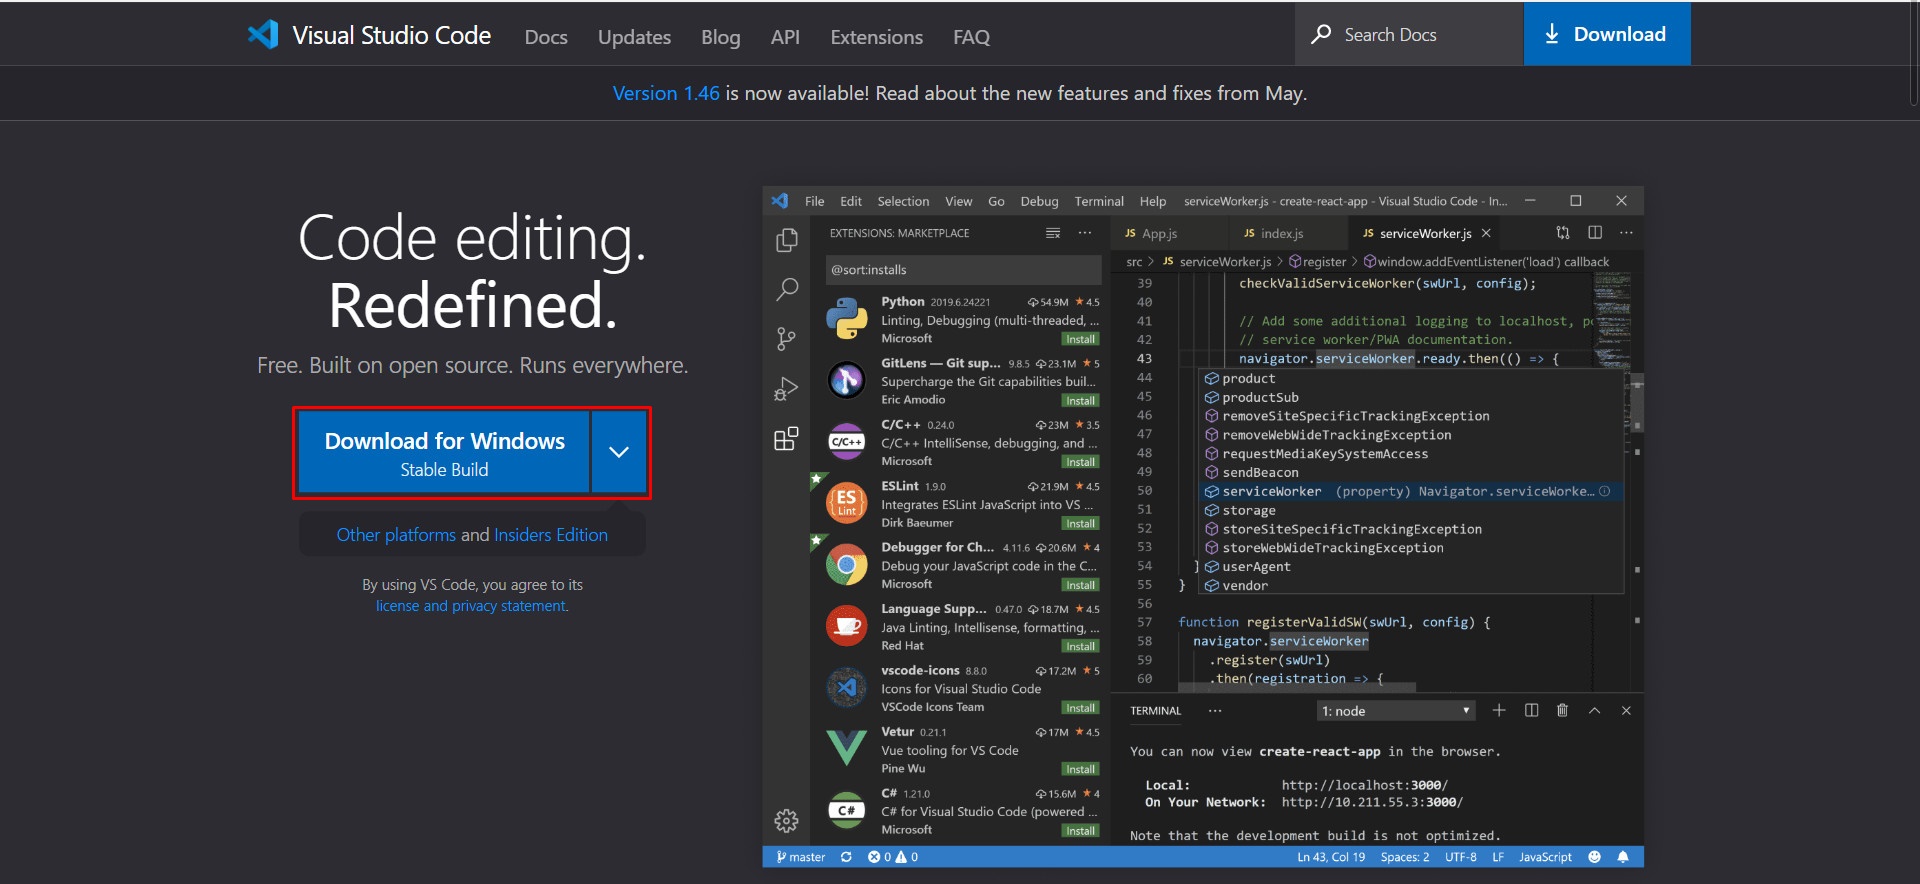 Visual Studio Code Docs Updates Blog API Extensions FAQ Search Docs Download
Version 1.46 is now available! Read about the new features and fixes from May.
Code editing.
Redefined.
Free. Built on open source. Runs everywhere.
Download for Windows
Stable Build
Other platforms and Insiders Edition
By using VS Code, you agree to its
license and privacy statement.
File Edit Selection View Go Debug Terminal Help serviceWorker.js - create-react-app - Visual Studio Code - In...
EXTENSIONS: MARKETPLACE
@sort:installs
Python 2019.6.24221 54.9M ★ 4.5
Linting, Debugging (multi-threaded, ...
Microsoft Install
GitLens — Git sup... 9.8.5 23.1M ★ 5
Supercharge the Git capabilities buil...
Eric Amodio Install
C/C++ 0.24.0 23M ★ 3.5
C/C++
C/C++ IntelliSense, debugging, and ...
Microsoft Install
ESLint 1.9.0 21.9M ★ 4.5
ES
Lint
Integrates ESLint JavaScript into VS ...
Dirk Baeumer Install
Debugger for Ch... 4.11.6 20.6M ★ 4
Debug your JavaScript code in the C...
Microsoft Install
Language Supp... 0.47.0 18.7M ★ 4.5
Java Linting, Intellisense, formatting, ...
Red Hat Install
vscode-icons 8.8.0 17.2M ★ 5
Icons for Visual Studio Code
VSCode Icons Team Install
Vetur 0.21.1 17M ★ 4.5
Vue tooling for VS Code
Pine Wu Install
C# 1.21.0 15.6M ★ 4
C#
C# for Visual Studio Code (powered ...
Microsoft Install
JS App.js JS index.js JS serviceWorker.js
src > JS serviceWorker.js > register > window.addEventListener('load') callback
39 checkValidServiceWorker(swUrl, config);
40
41 // Add some additional logging to localhost, p
42 // service worker/PWA documentation.
43 navigator.serviceWorker.ready.then(() => {
44 product
45 productSub
46 removeSiteSpecificTrackingException
47 removeWebWideTrackingException
48 requestMediaKeySystemAccess
49 sendBeacon
50 serviceWorker (property) Navigator.serviceWorke...
51 storage
52 storeSiteSpecificTrackingException
53 storeWebWideTrackingException
54 } userAgent
55 } vendor
56
57 function registerValidSW(swUrl, config) {
58 navigator.serviceWorker
59 .register(swUrl)
60 .then(registration => {
TERMINAL ... 1: node
You can now view create-react-app in the browser.
Local: http://localhost:3000/
On Your Network: http://10.211.55.3:3000/
Note that the development build is not optimized.
master 0 0 Ln 43, Col 19 Spaces: 2 UTF-8 LF JavaScript